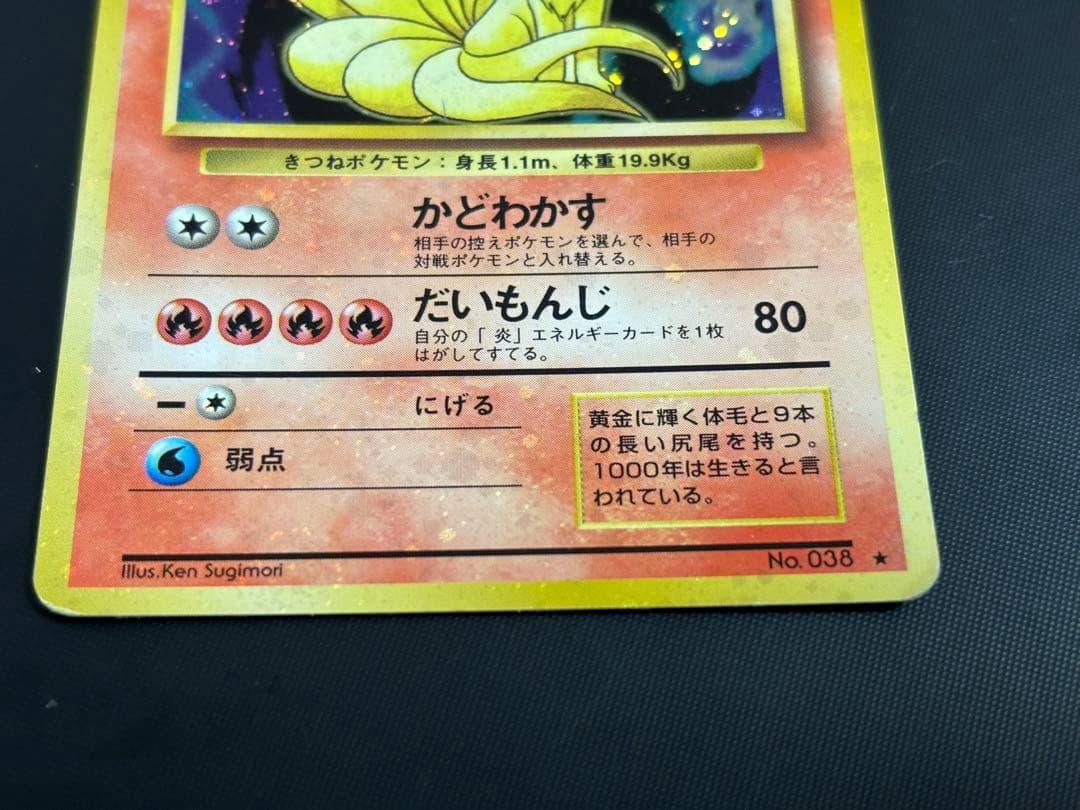 きつねポケモン：身長1.1m、体重19.9Kg
かどわかす
相手の控えポケモンを選んで、相手の
対戦ポケモンと入れ替える。
だいもんじ 80
自分の「 炎」エネルギーカードを1枚
はがしてすてる。
ー にげる
弱点
黄金に輝く体毛と9本
の長い尻尾を持つ。
1000年は生きると言
われている。
Illus.Ken Sugimori
No. 038 ★